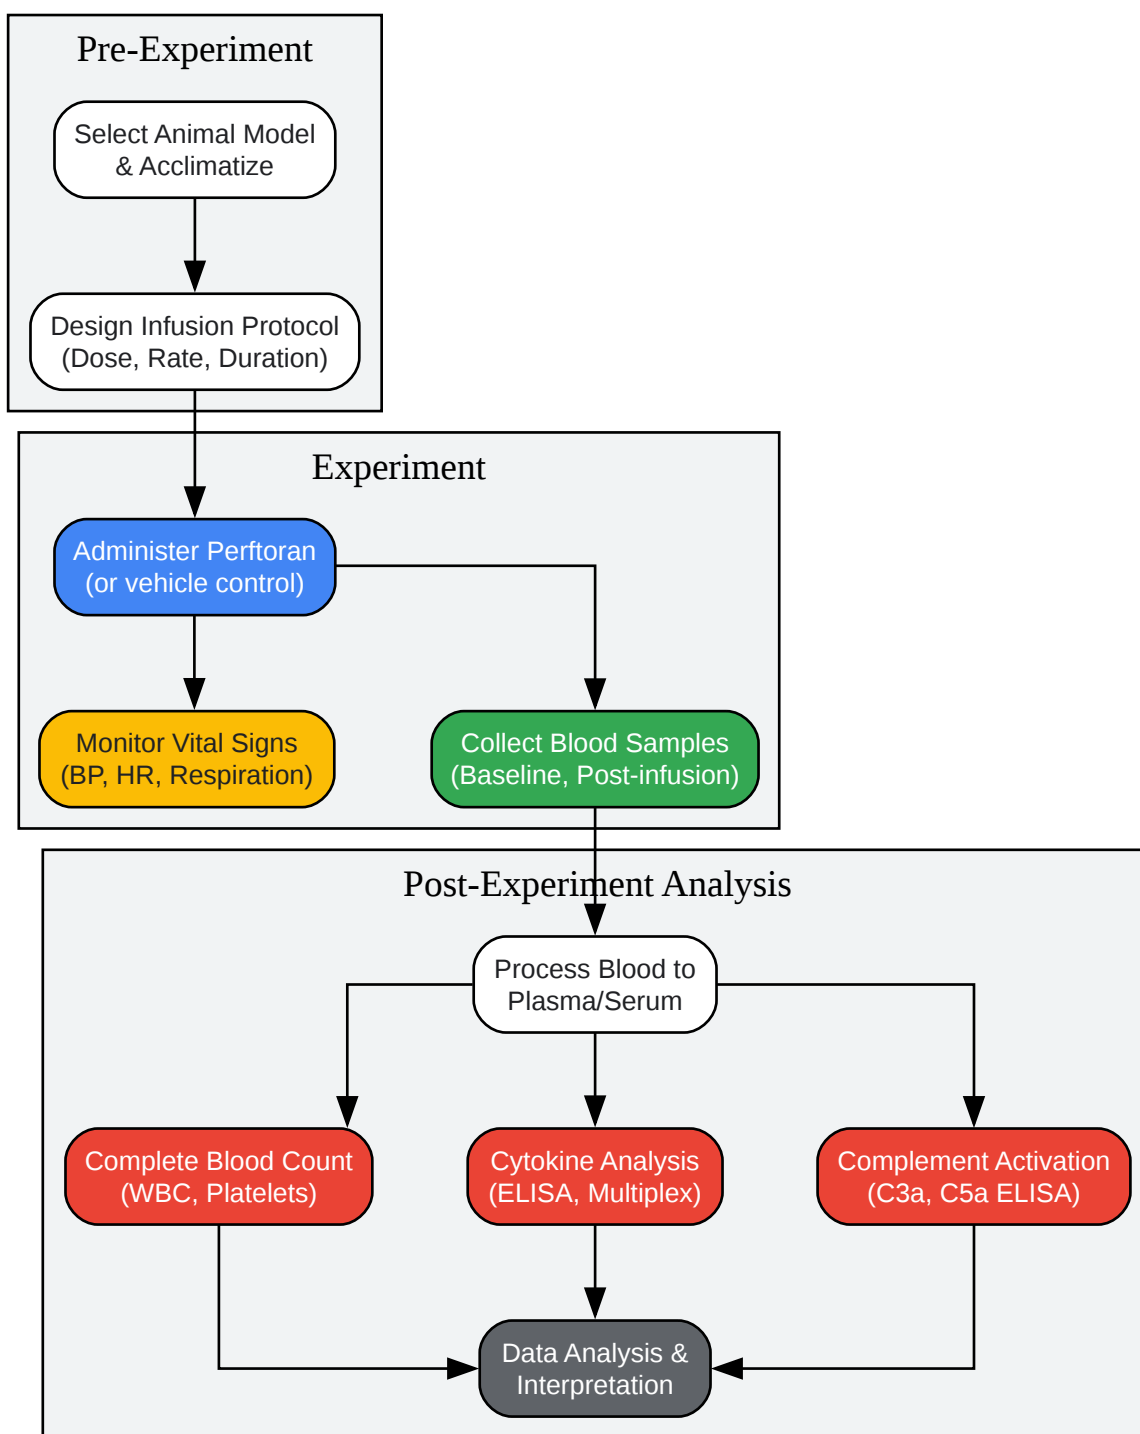 Pre-Experiment
Select Animal Model
& Acclimatize
Design Infusion Protocol
(Dose, Rate, Duration)
Experiment
Administer Perftoran
(or vehicle control)
Monitor Vital Signs
(BP, HR, Respiration)
Collect Blood Samples
(Baseline, Post-infusion)
Post-Experiment Analysis
Process Blood to
Plasma/Serum
Complete Blood Count
(WBC, Platelets)
Cytokine Analysis
(ELISA, Multiplex)
Complement Activation
(C3a, C5a ELISA)
Data Analysis &
Interpretation